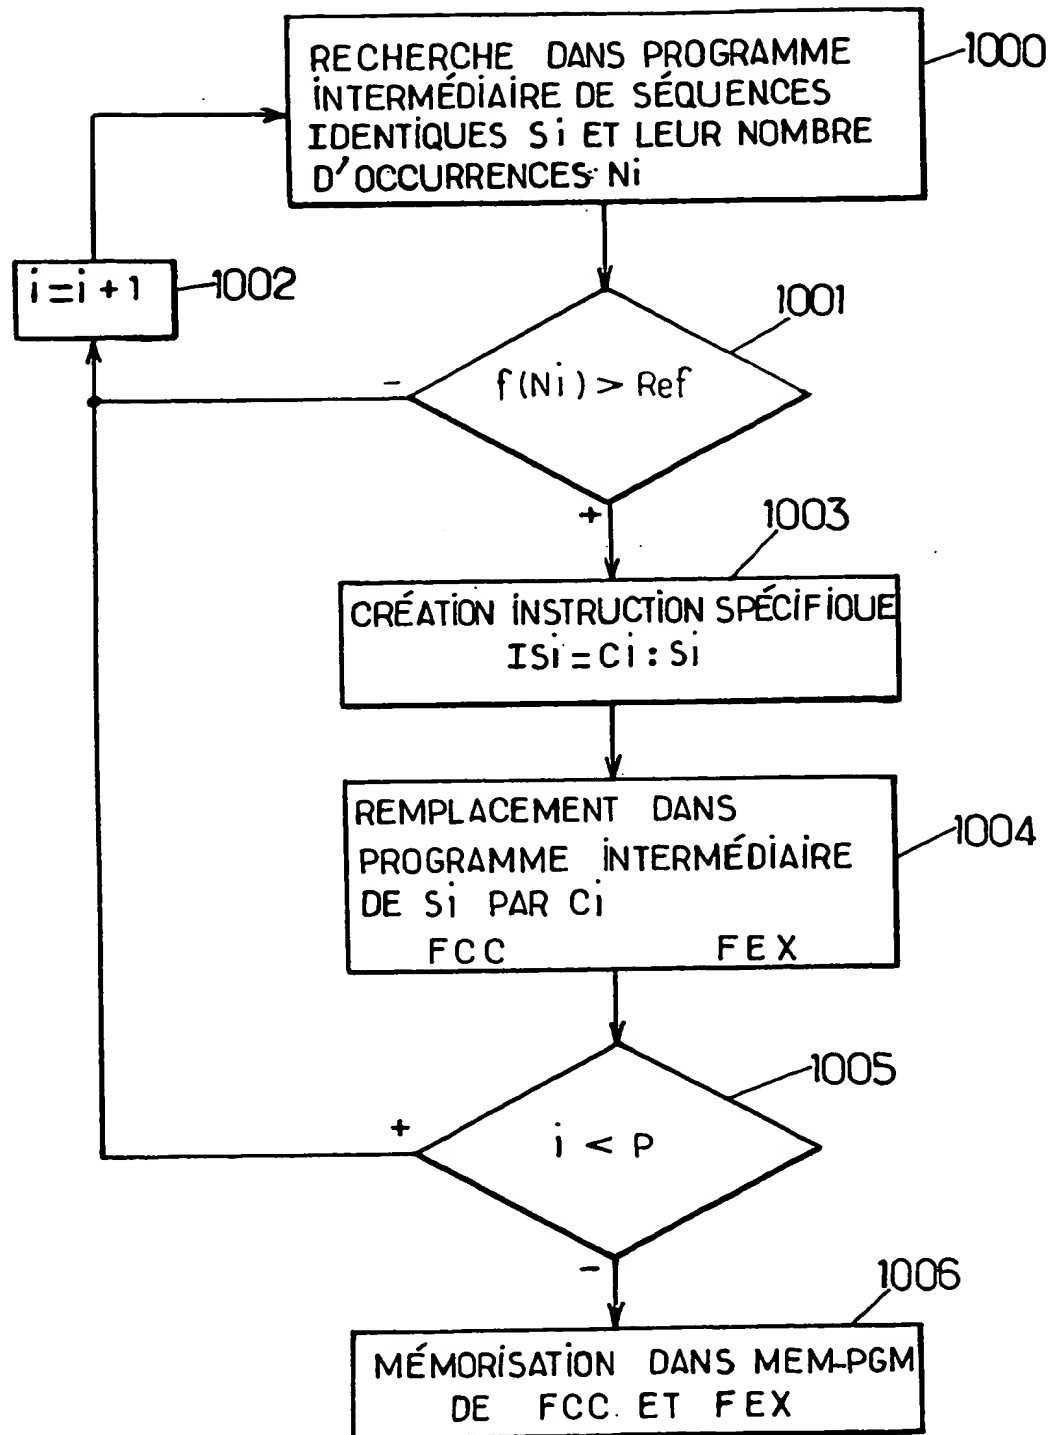 RECHERCHE DANS PROGRAMME
INTERMÉDIAIRE DE SÉQUENCES
IDENTIQUES Si ET LEUR NOMBRE
D'OCCURRENCES Ni
1000
i=i+1
1002
1001
f(Ni) > Ref
-
+
1003
CRÉATION INSTRUCTION SPÉCIFIQUE
ISi = Ci : Si
REMPLACEMENT DANS
PROGRAMME INTERMÉDIAIRE
DE Si PAR Ci
FCC FEX
1004
1005
+
i < P
-
1006
MÉMORISATION DANS MEM-PGM
DE FCC. ET FEX